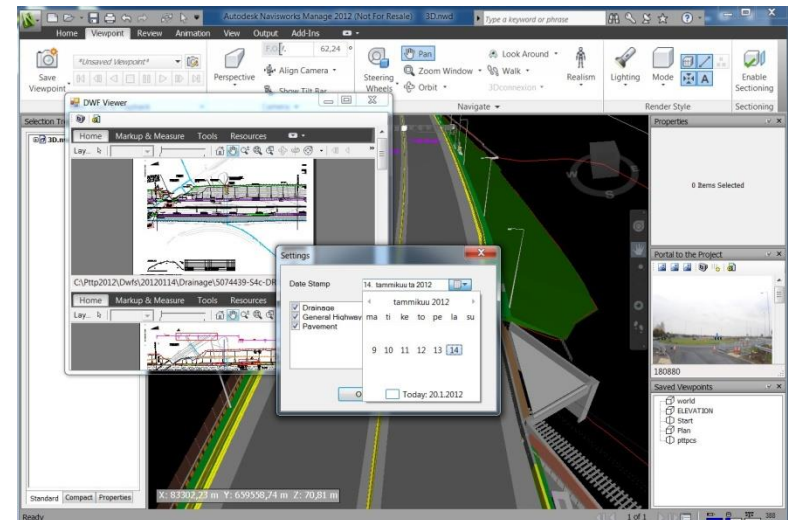 Autodesk Navisworks Manage 2012 (Not For Resale) 3D.nwd
Type a keyword or phrase
Home Viewpoint Review Animation View Output Add-Ins
*Unsaved Viewpoint*
Save Viewpoint
Perspective
F.O.V. 62,24 °
Align Camera
Show Tilt Bar
Steering Wheels
Pan
Zoom Window
Orbit
Look Around
Walk
3Dconnexion
Realism
Lighting
Mode
Enable Sectioning
Navigate
Render Style
Sectioning
DWF Viewer
Home Markup & Measure Tools Resources
Lay...
C:\Pttp2012\Dwfs\20120114\Drainage\5074439-S4c-DR
Home Markup & Measure Tools Resources
Lay...
Settings
Date Stamp
14. tammikuu ta 2012
Drainage
General Highway
Pavement
tammikuu 2012
ma ti ke to pe la su
9 10 11 12 13 14
Today: 20.1.2012
Properties
0 Items Selected
W
S
Portal to the Project
180880
Saved Viewpoints
world
ELEVATION
Start
Plan
pttpcs
Standard Compact Properties
X: 83302,23 m Y: 659558,74 m Z: 70,81 m
Ready
1 of 1
388